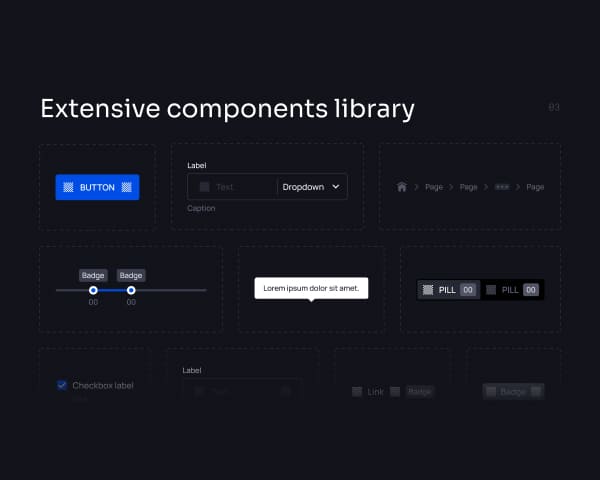 Extensive components library
03
BUTTON
Label
Text
Dropdown
Caption
Page
Page
Page
Badge
Badge
00
00
Lorem ipsum dolor sit amet.
PILL 00
PILL 00
Checkbox label
Label
Link
Badge
Badge